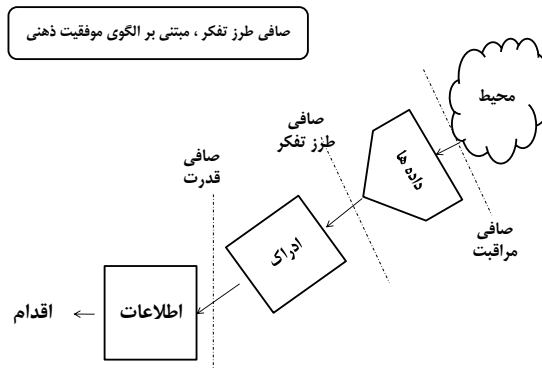 صافی طرز تفکر ، مبتنی بر الگوی موفقیت ذهنی
محیط
صافی
مراقبت
داده ها
صافی
طرز تفکر
ادراک
صافی
قدرت
اطلاعات
اقدام